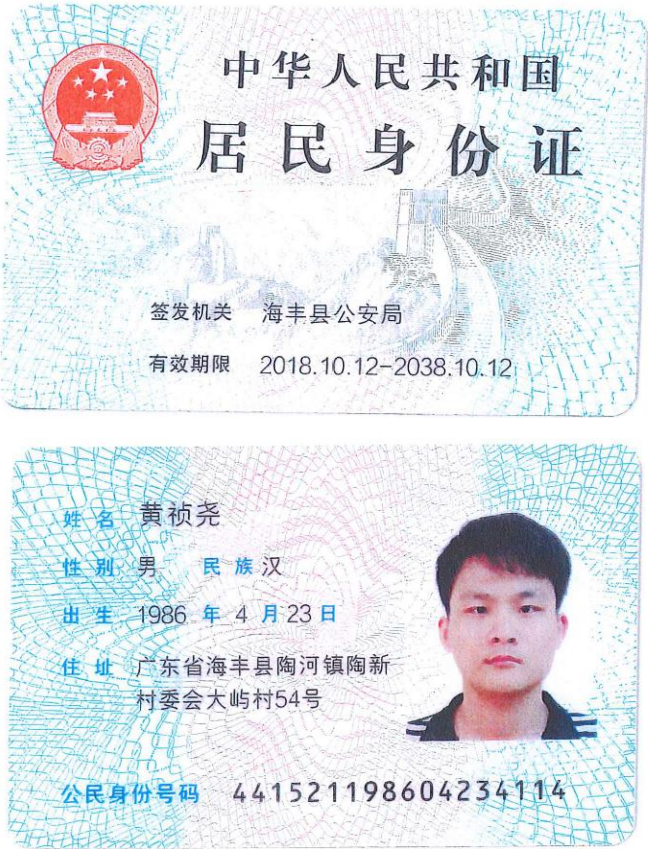 中华人民共和国
居民身份证
签发机关 海丰县公安局
有效期限 2018.10.12-2038.10.12
姓名 黄祯尧
性别 男 民族 汉
出生 1986 年 4 月 23 日
住址 广东省海丰县陶河镇陶新
村委会大屿村54号
公民身份号码 441521198604234114